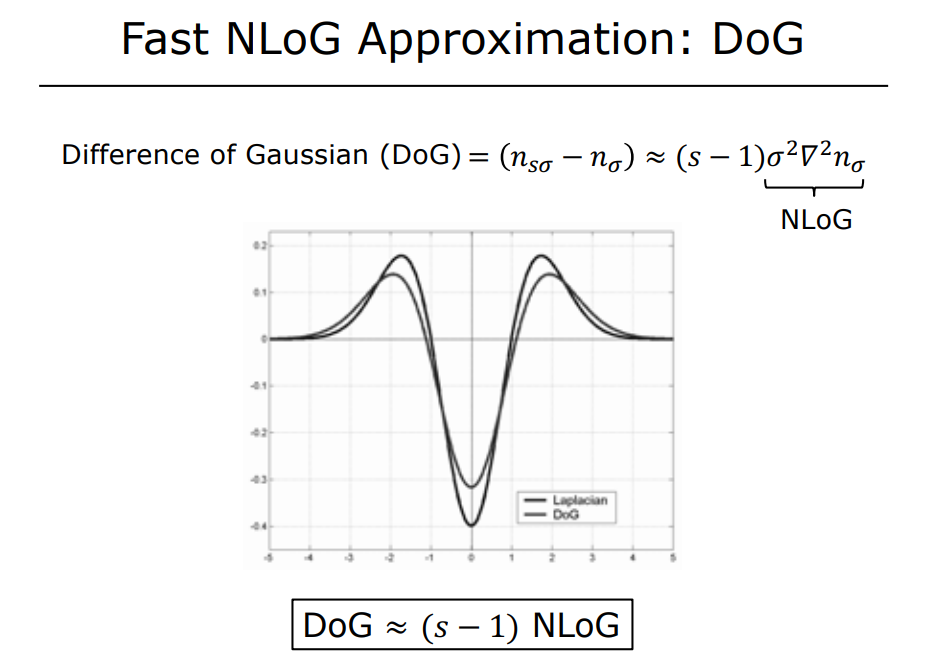 Fast NLoG Approximation: DoG
Difference of Gaussian (DoG) = (n_{sσ} − n_σ) ≈ (s − 1)σ²∇²n_σ
NLoG
0.2
0.1
0
-0.1
-0.2
-0.3
-0.4
Laplacian
DoG
-5 -4 -3 -2 -1 0 1 2 3 4 5
DoG ≈ (s − 1) NLoG